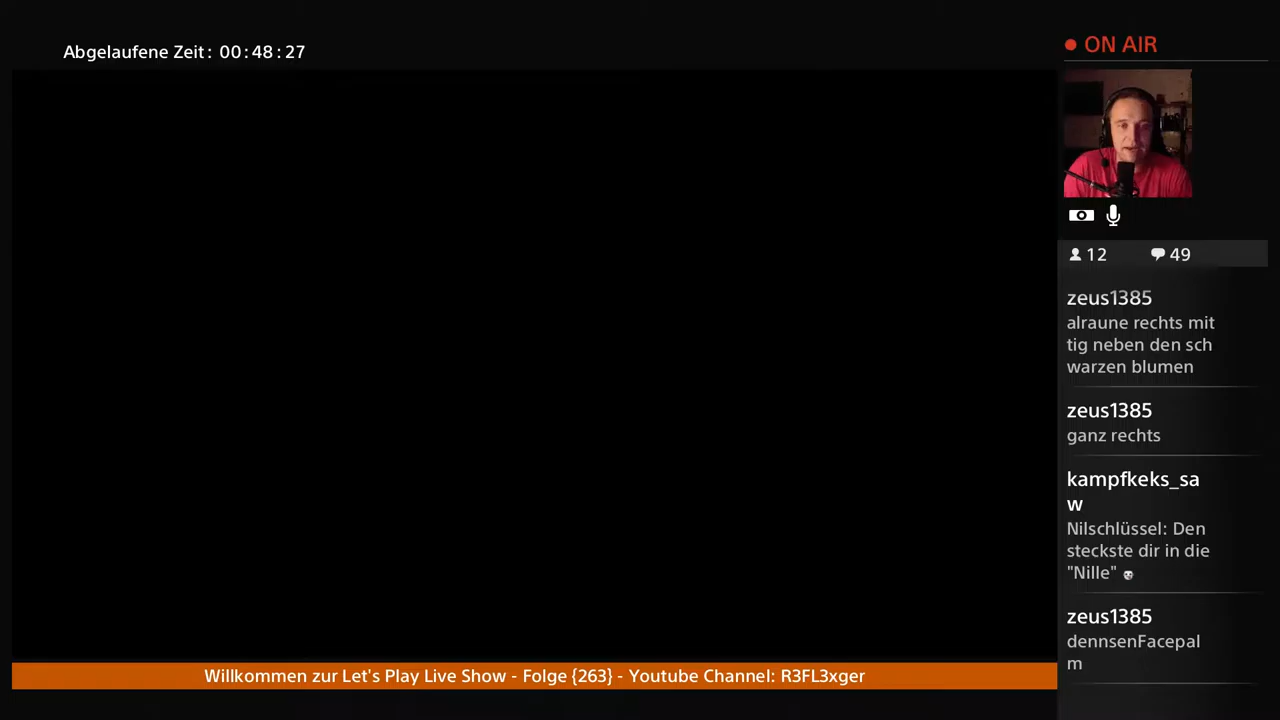 Abgelaufene Zeit: 00:48:27
ON AIR
12 49
zeus1385
alraune rechts mit
tig neben den sch
warzen blumen
zeus1385
ganz rechts
kampfkeks_sa
w
Nilschlüssel: Den
steckste dir in die
"Nille"
zeus1385
dennsenFacepal
m
Willkommen zur Let's Play Live Show - Folge {263} - Youtube Channel: R3FL3xger